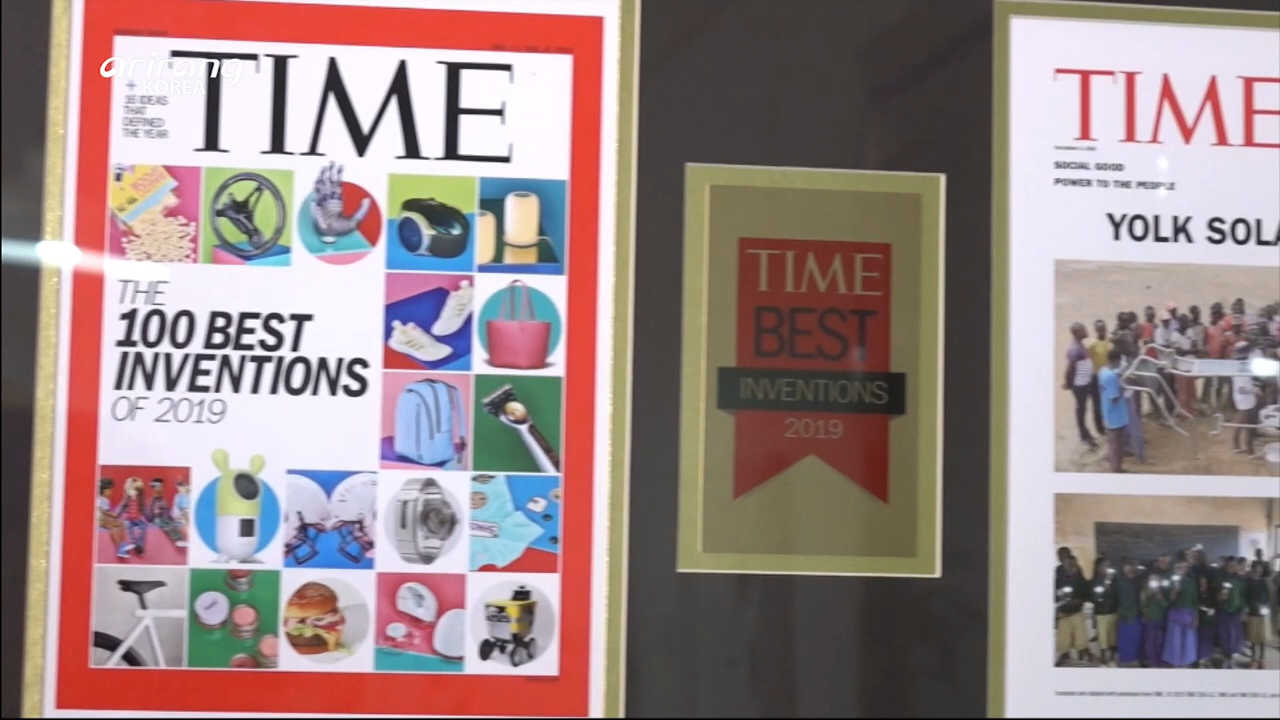 arirang
KOREA
TIME
+
35 IDEAS
THAT
DEFINED
THE YEAR
THE
100 BEST
INVENTIONS
OF 2019
TIME
BEST
INVENTIONS
2019
TIME
SOCIAL GOOD
POWER TO THE PEOPLE
YOLK SOLA